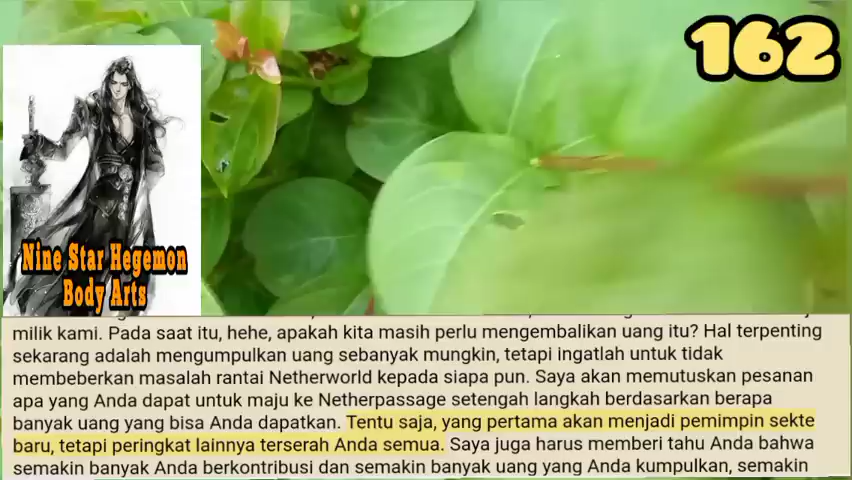 162
Nine Star Hegemon
Body Arts
milik kami. Pada saat itu, hehe, apakah kita masih perlu mengembalikan uang itu? Hal terpenting
sekarang adalah mengumpulkan uang sebanyak mungkin, tetapi ingatlah untuk tidak
membeberkan masalah rantai Netherworld kepada siapa pun. Saya akan memutuskan pesanan
apa yang Anda dapat untuk maju ke Netherpassage setengah langkah berdasarkan berapa
banyak uang yang bisa Anda dapatkan. Tentu saja, yang pertama akan menjadi pemimpin sekte
baru, tetapi peringkat lainnya terserah Anda semua. Saya juga harus memberi tahu Anda bahwa
semakin banyak Anda berkontribusi dan semakin banyak uang yang Anda kumpulkan, semakin